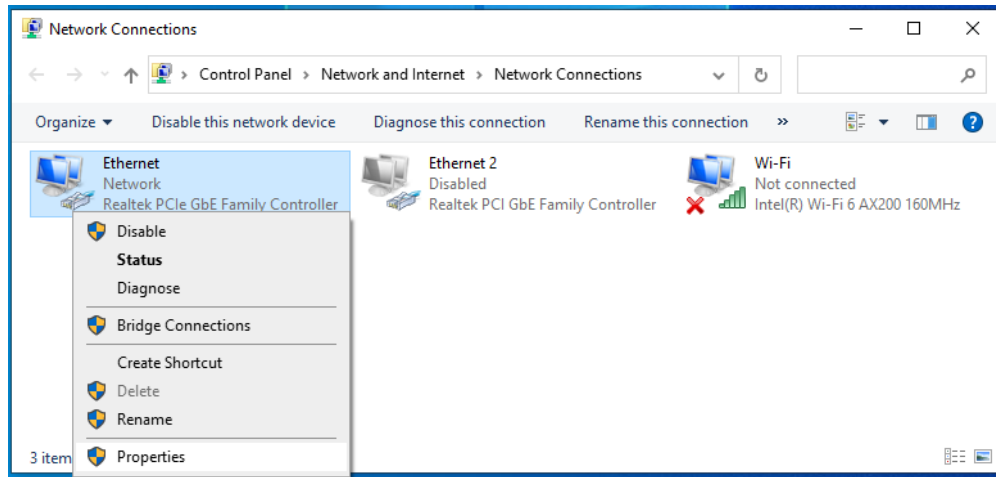 Network Connections
Control Panel > Network and Internet > Network Connections
Organize Disable this network device Diagnose this connection Rename this connection »
Ethernet
Network
Realtek PCIe GbE Family Controller
Ethernet 2
Disabled
Realtek PCI GbE Family Controller
Wi-Fi
Not connected
Intel(R) Wi-Fi 6 AX200 160MHz
Disable
Status
Diagnose
Bridge Connections
Create Shortcut
Delete
Rename
Properties
3 item